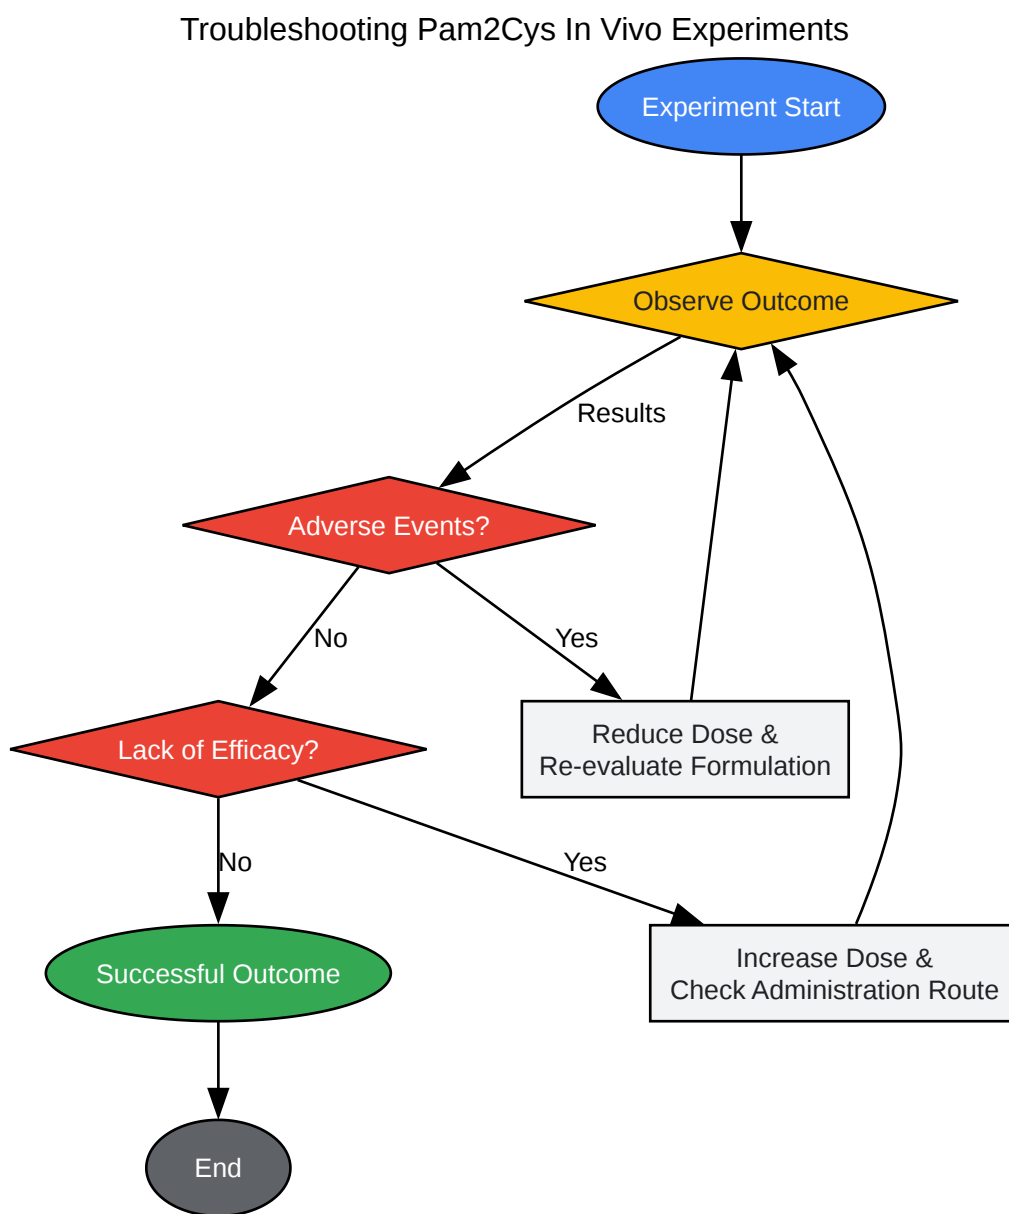 Troubleshooting Pam2Cys In Vivo Experiments
Experiment Start
Observe Outcome
Results
Adverse Events?
No
Yes
Lack of Efficacy?
Reduce Dose &
Re-evaluate Formulation
No
Yes
Successful Outcome
Increase Dose &
Check Administration Route
End